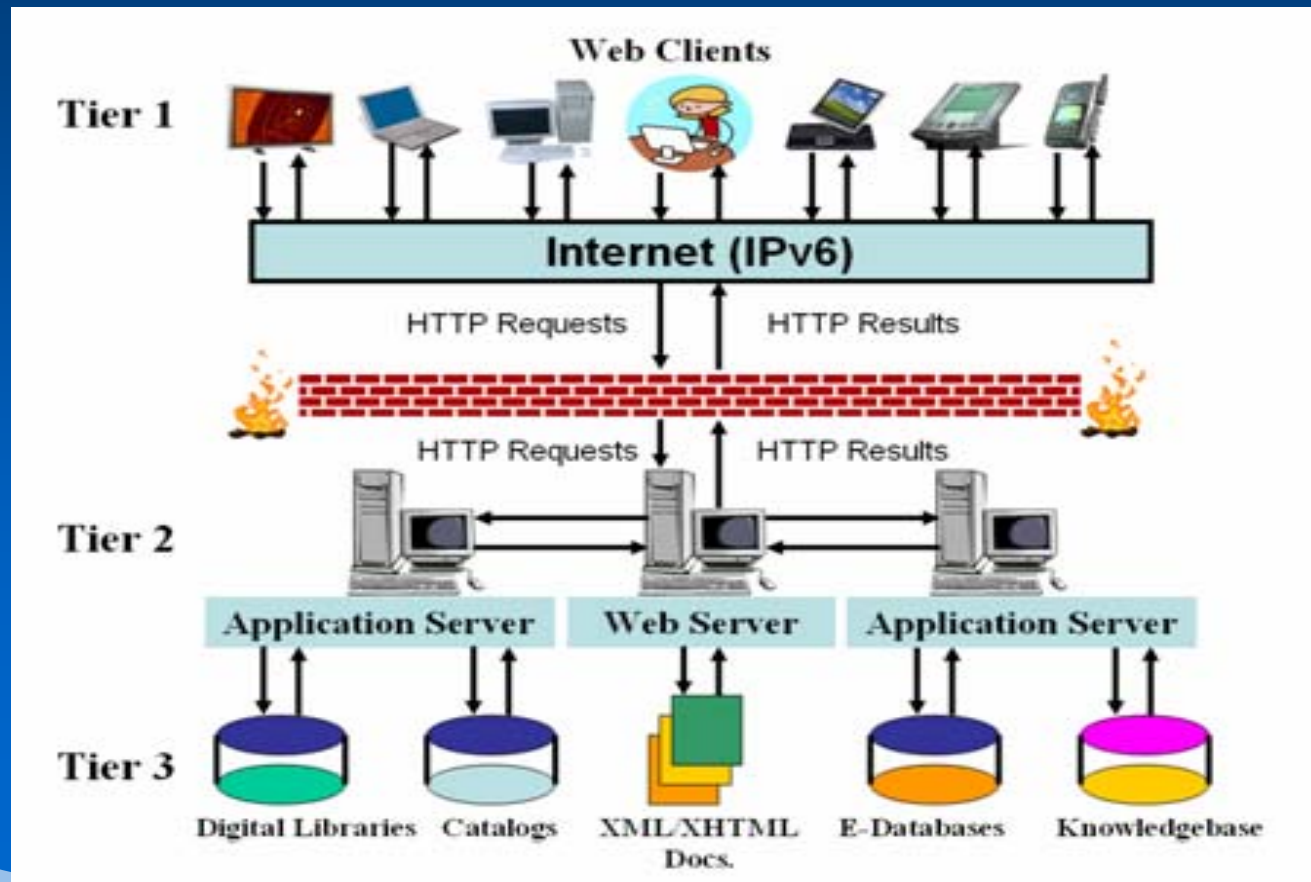 Web Clients
Tier 1
Internet (IPv6)
HTTP Requests HTTP Results
HTTP Requests HTTP Results
Tier 2
Application Server Web Server Application Server
Tier 3
Digital Libraries Catalogs XML/XHTML E-Databases Knowledgebase
Docs.